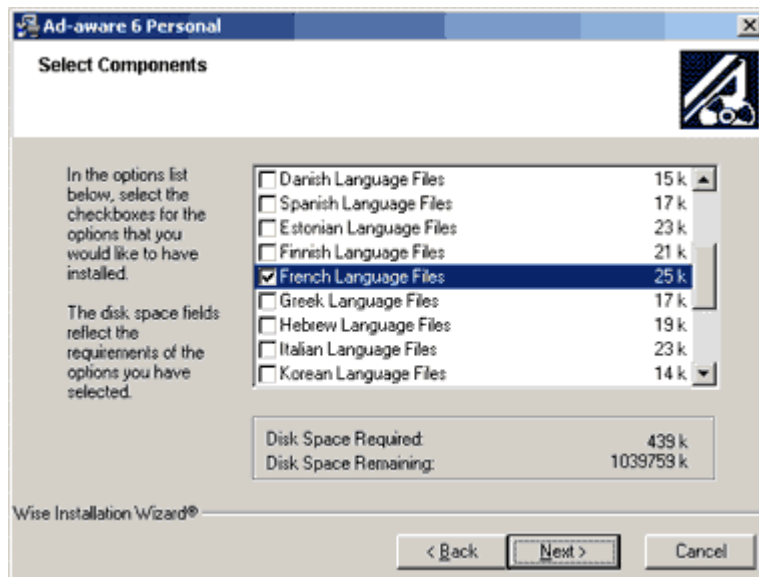 Ad-aware 6 Personal
Select Components
In the options list
below, select the
checkboxes for the
options that you
would like to have
installed.
The disk space fields
reflect the
requirements of the
options you have
selected.
Danish Language Files 15 k
Spanish Language Files 17 k
Estonian Language Files 23 k
Finnish Language Files 21 k
French Language Files 25 k
Greek Language Files 17 k
Hebrew Language Files 19 k
Italian Language Files 23 k
Korean Language Files 14 k
Disk Space Required: 439 k
Disk Space Remaining: 1039759 k
Wise Installation Wizard®
< Back Next > Cancel